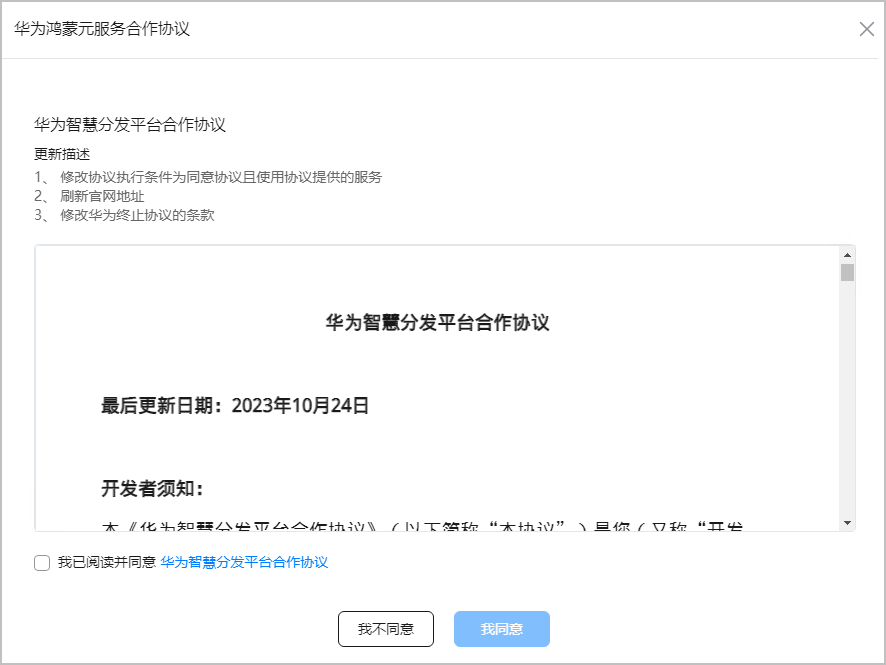 华为鸿蒙元服务合作协议
华为智慧分发平台合作协议
更新描述
1、 修改协议执行条件为同意协议且使用协议提供的服务
2、 刷新官网地址
3、 修改华为终止协议的条款
华为智慧分发平台合作协议
最后更新日期：2023年10月24日
开发者须知：
本《华为智慧分发平台合作协议》（以下简称“本协议”）是您（又称“开发
我已阅读并同意 华为智慧分发平台合作协议
我不同意
我同意